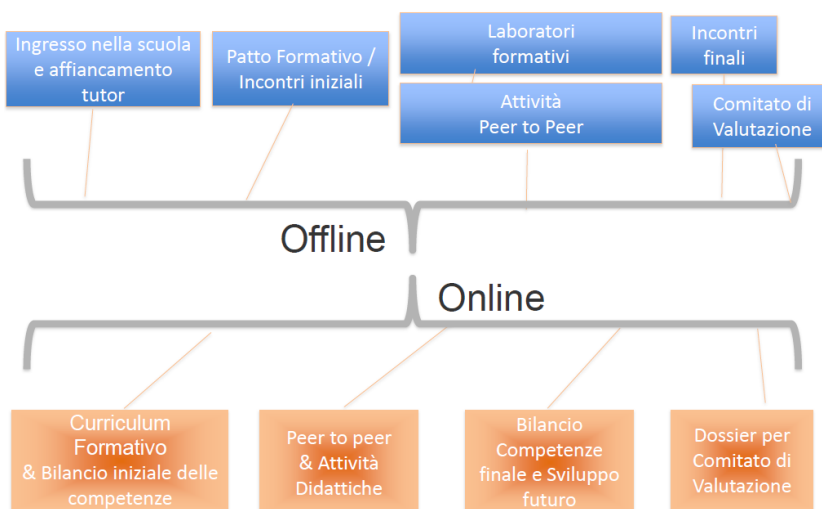 Ingresso nella scuola
e affiancamento
tutor
Patto Formativo /
Incontri iniziali
Laboratori
formativi
Attività
Peer to Peer
Incontri
finali
Comitato di
Valutazione
Offline
Online
Curriculum
Formativo
& Bilancio iniziale delle
competenze
Peer to peer
& Attività
Didattiche
Bilancio
Competenze
finale e Sviluppo
futuro
Dossier per
Comitato di
Valutazione